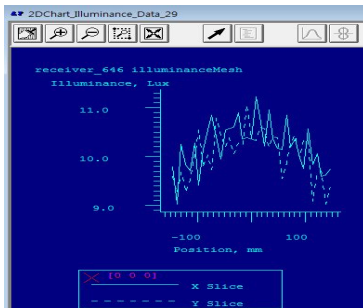 2DChart_Illuminance_Data_29
receiver_646 illuminanceMesh
Illuminance, Lux
11.0
10.0
9.0
-100 100
Position, mm
[0 0 0]
X Slice
Y Slice